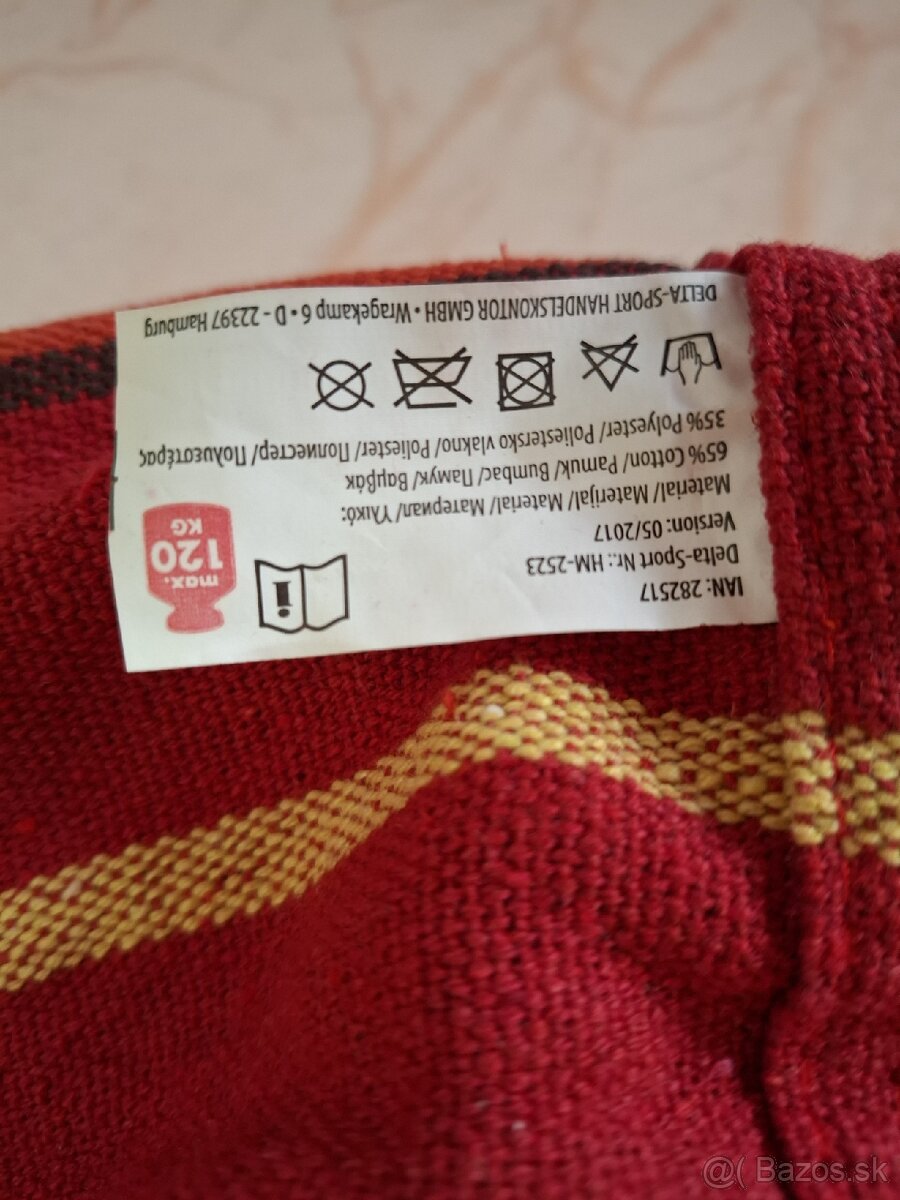 IAN: 282517
Delta-Sport Nr.: HM-2523
Version: 05/2017
Material/ Materijal/ Material/ Материал/ Υλικό:
65% Cotton/ Pamuk/ Bumbac/ Памук/ Βαμβάκ
35% Polyester/ Poliestersko vlakno/ Poliester/ Полиестер/ Πολυεστέρας
DELTA-SPORT HANDELSKONTOR GMBH • Wragekamp 6 • D - 22397 Hamburg
max.
120
KG
@( Bazos.sk